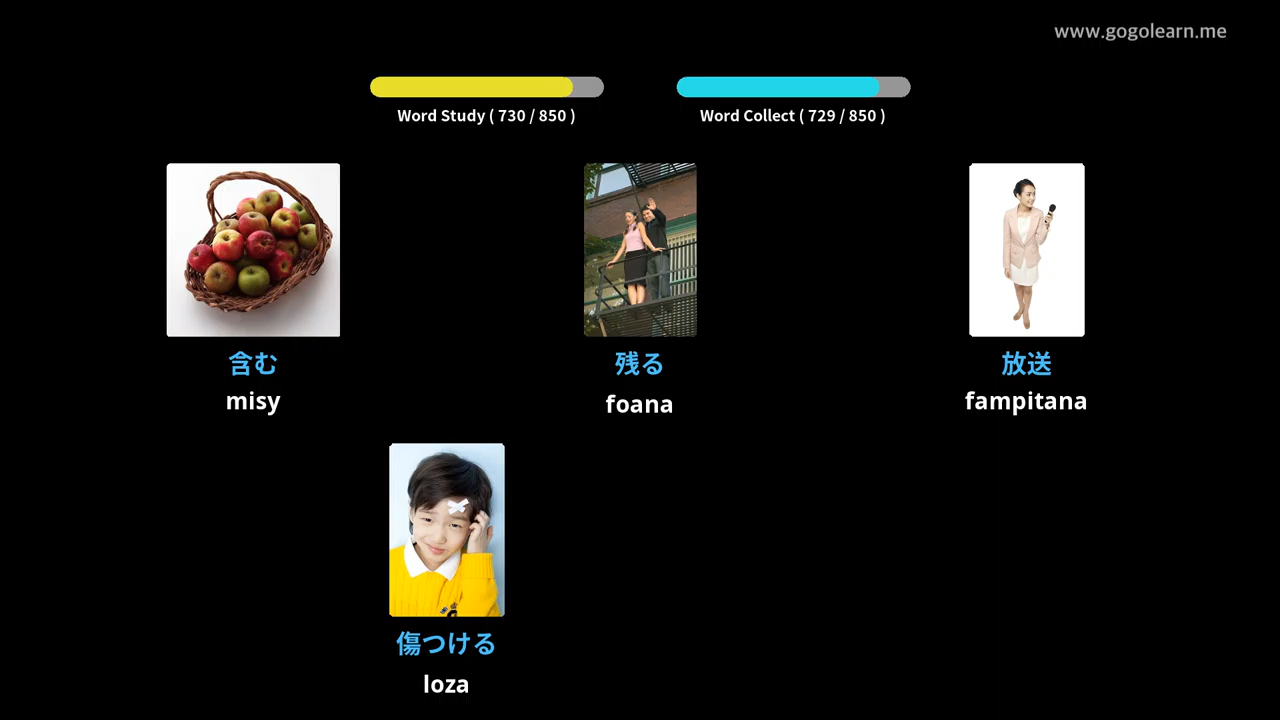 www.gogolearn.me
Word Study ( 730 / 850 )
Word Collect ( 729 / 850 )
含む
misy
残る
foana
放送
fampitana
傷つける
loza